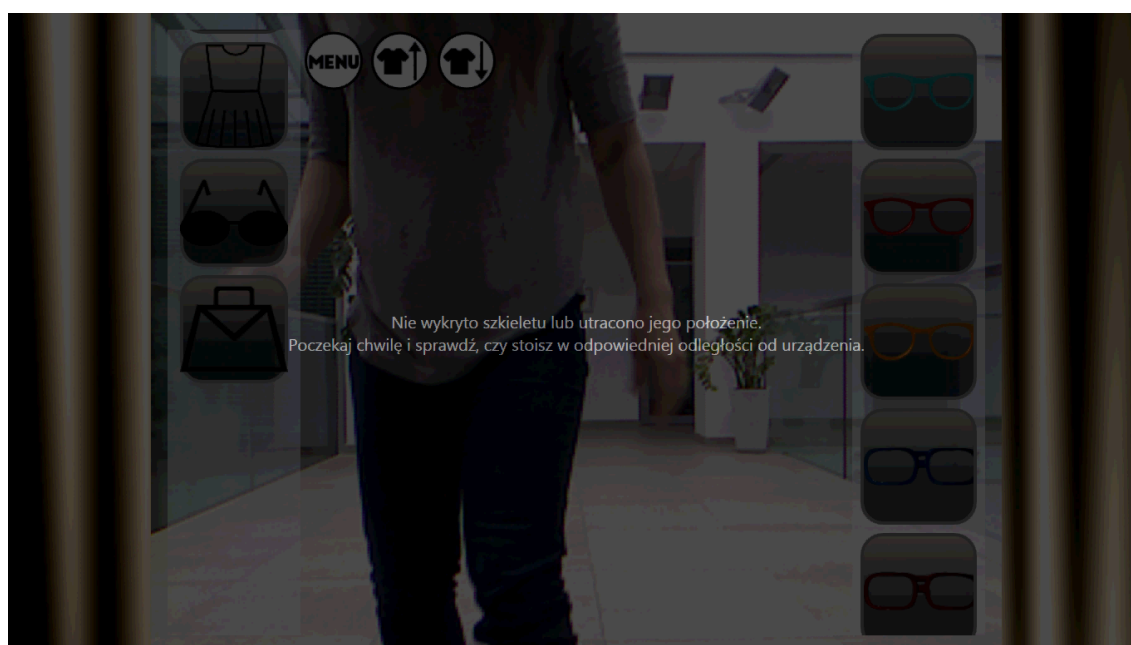 MENU
Nie wykryto szkieletu lub utracono jego położenie.
Poczekaj chwilę i sprawdź, czy stoisz w odpowiedniej odległości od urządzenia.